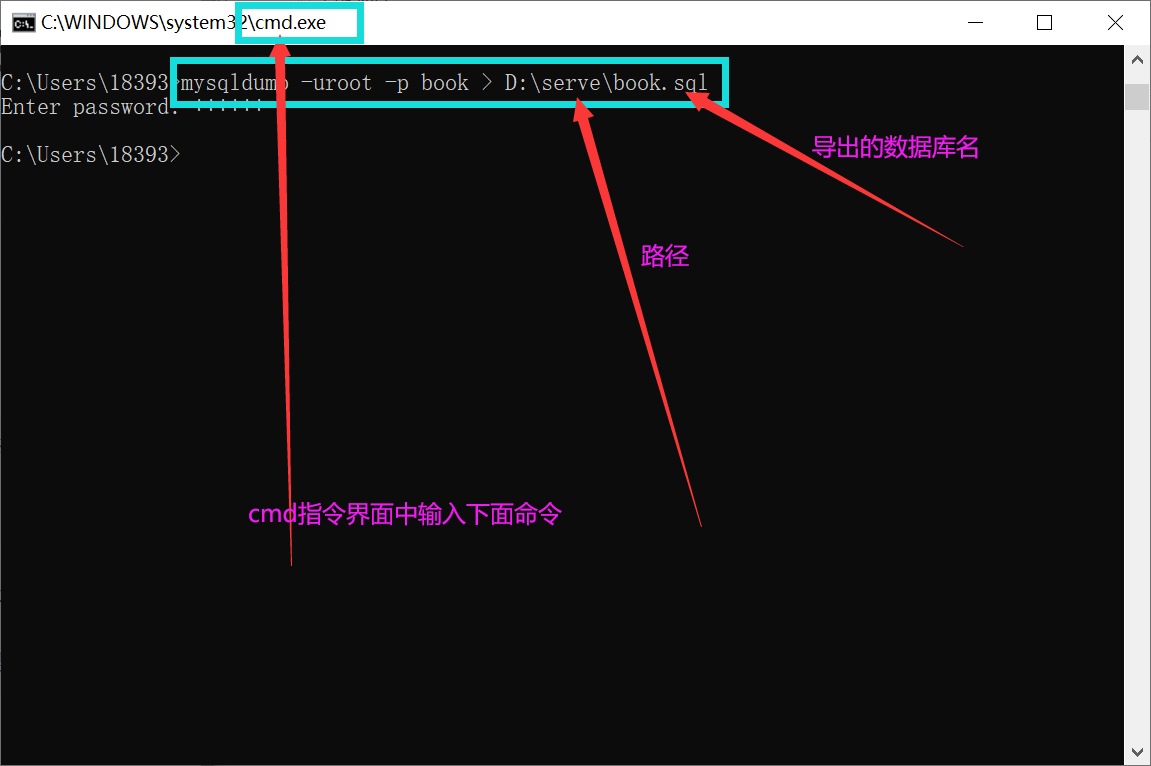 C:\WINDOWS\system32\cmd.exe
C:\Users\18393>mysqldump -uroot -p book > D:\serve\book.sql
Enter password: ******
C:\Users\18393>
导出的数据库名
路径
cmd指令界面中输入下面命令